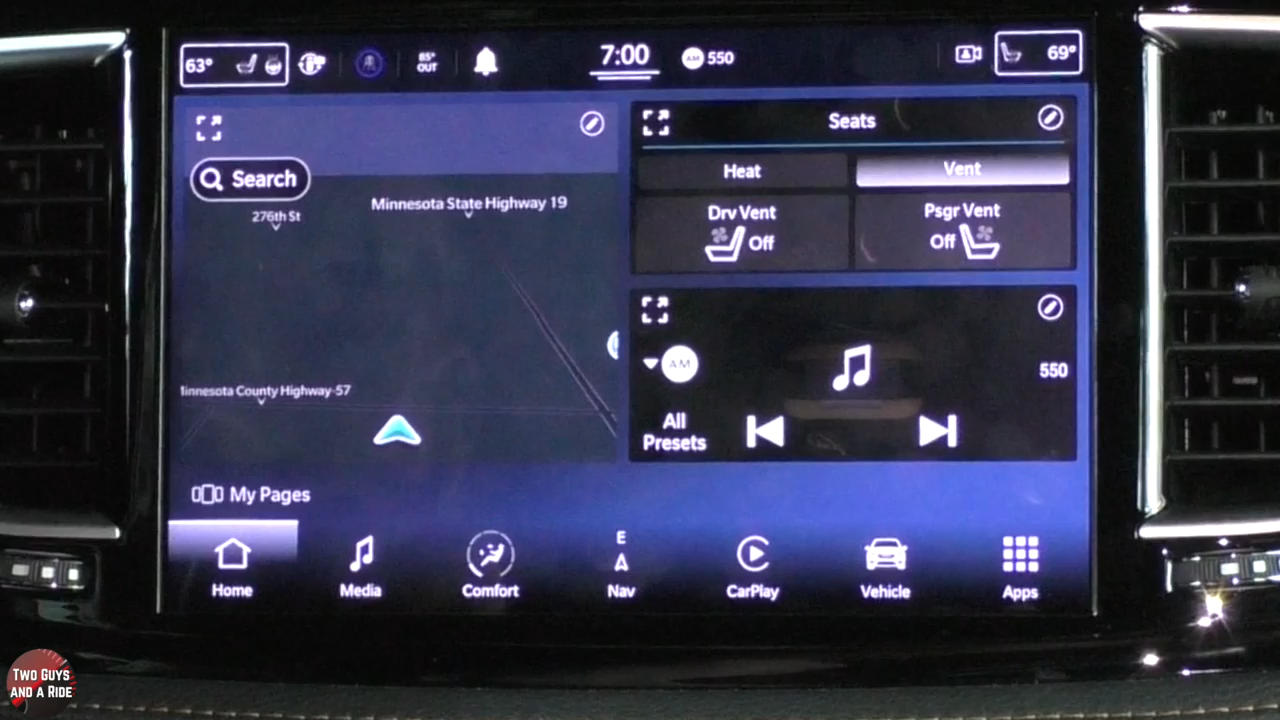 63°
85°
OUT
7:00
AM 550
69°
Search
276th St
Minnesota State Highway 19
innesota County Highway-57
Seats
Heat
Vent
Drv Vent
Off
Psgr Vent
Off
AM
550
All
Presets
My Pages
E
A
Home
Media
Comfort
Nav
CarPlay
Vehicle
Apps
TWO GUYS
AND A RIDE